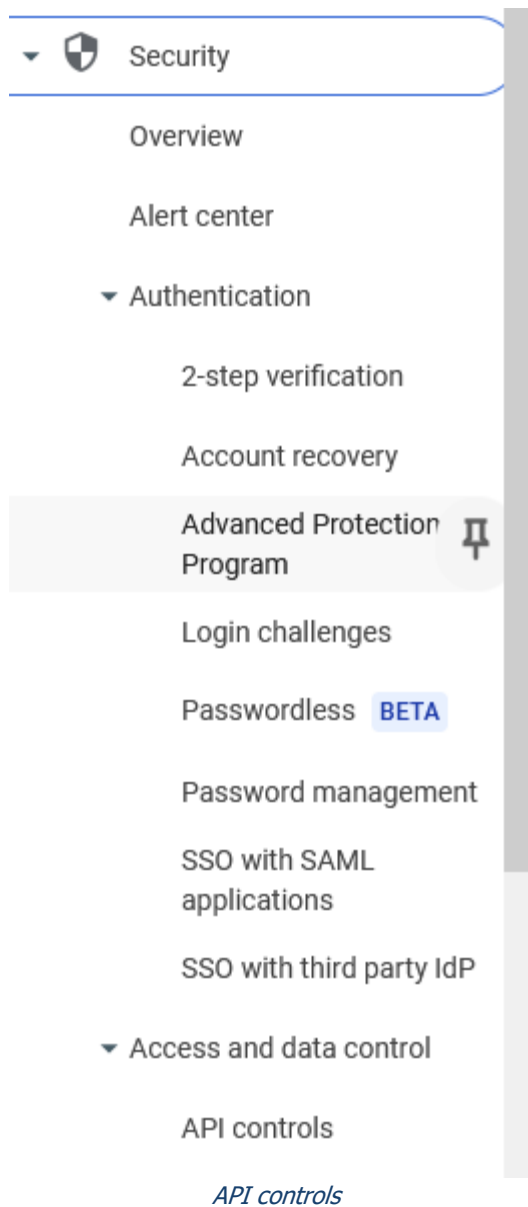 Security
Overview
Alert center
Authentication
2-step verification
Account recovery
Advanced Protection
Program
Login challenges
Passwordless BETA
Password management
SSO with SAML
applications
SSO with third party IdP
Access and data control
API controls
API controls